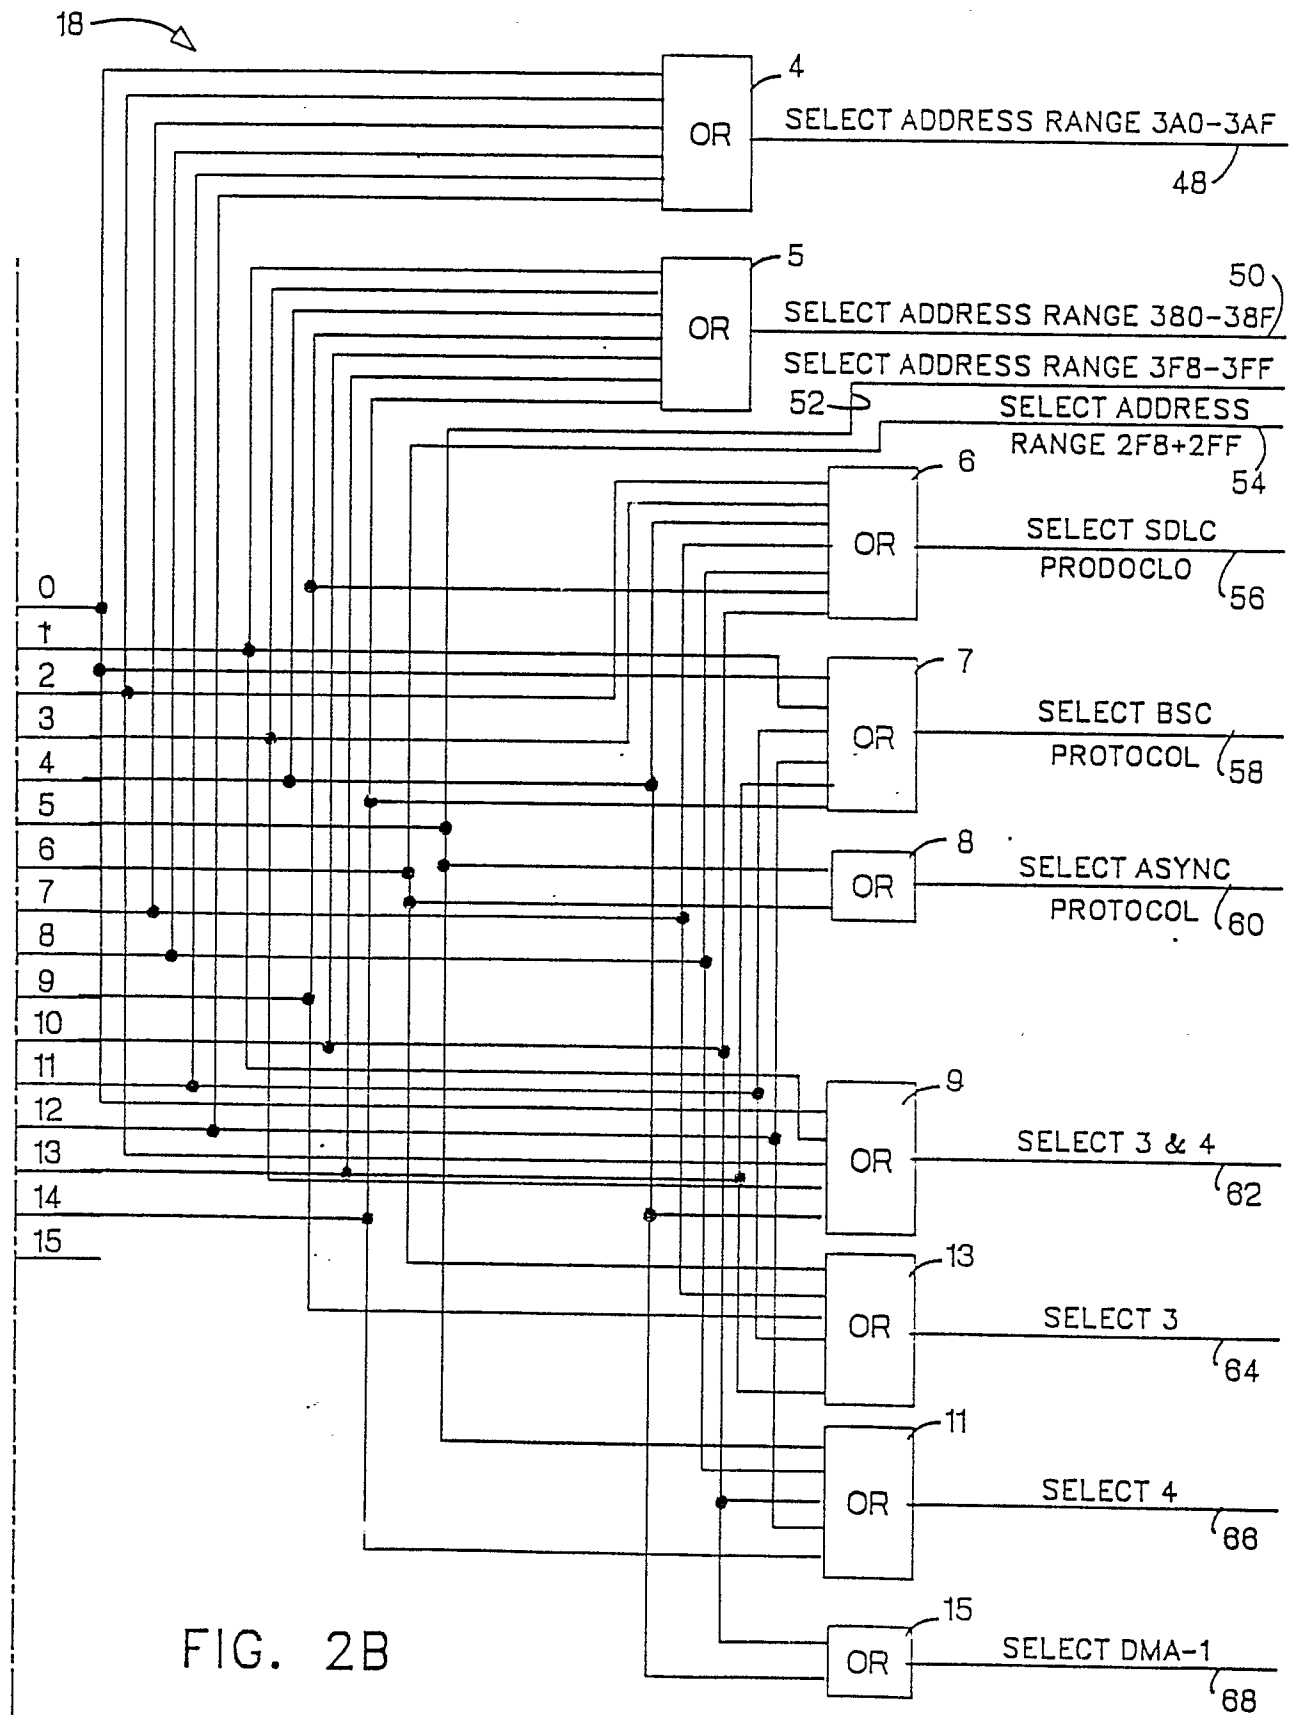 18
4
OR
SELECT ADDRESS RANGE 3A0-3AF
48
5
OR
50
SELECT ADDRESS RANGE 380-38F
SELECT ADDRESS RANGE 3F8-3FF
52
SELECT ADDRESS
RANGE 2F8+2FF
54
6
OR
SELECT SDLC
PRODOCLO
56
0
1
2
3
4
5
6
7
8
9
10
11
12
13
14
15
7
OR
SELECT BSC
PROTOCOL
58
8
OR
SELECT ASYNC
PROTOCOL
60
9
OR
SELECT 3 & 4
62
13
OR
SELECT 3
64
11
OR
SELECT 4
66
15
OR
SELECT DMA-1
68
FIG. 2B